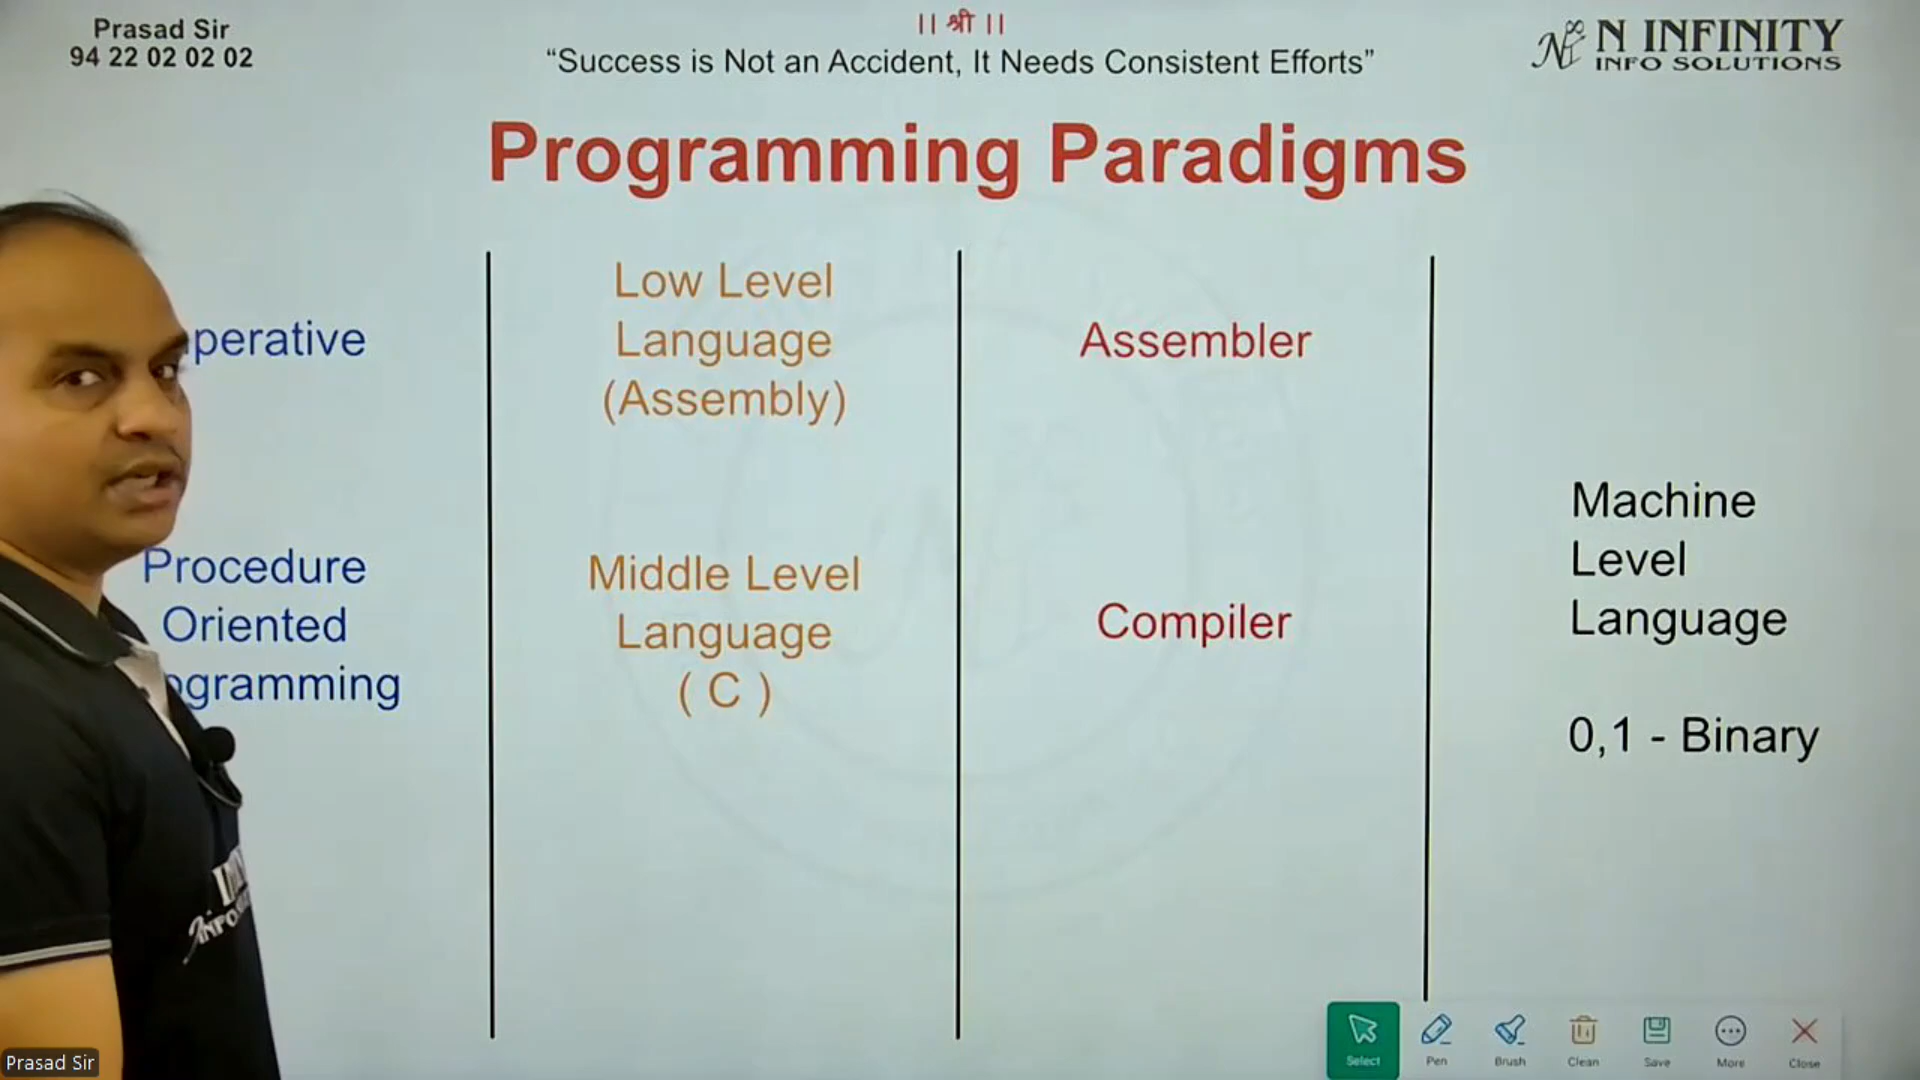 Prasad Sir
94 22 02 02 02
|| श्री ||
“Success is Not an Accident, It Needs Consistent Efforts”
N INFINITY
INFO SOLUTIONS
Programming Paradigms
perative
Low Level
Language
(Assembly)
Assembler
Procedure
Oriented
ogramming
Middle Level
Language
( C )
Compiler
Machine
Level
Language
0,1 - Binary
Select
Pen
Brush
Clean
Save
More
Close
Prasad Sir